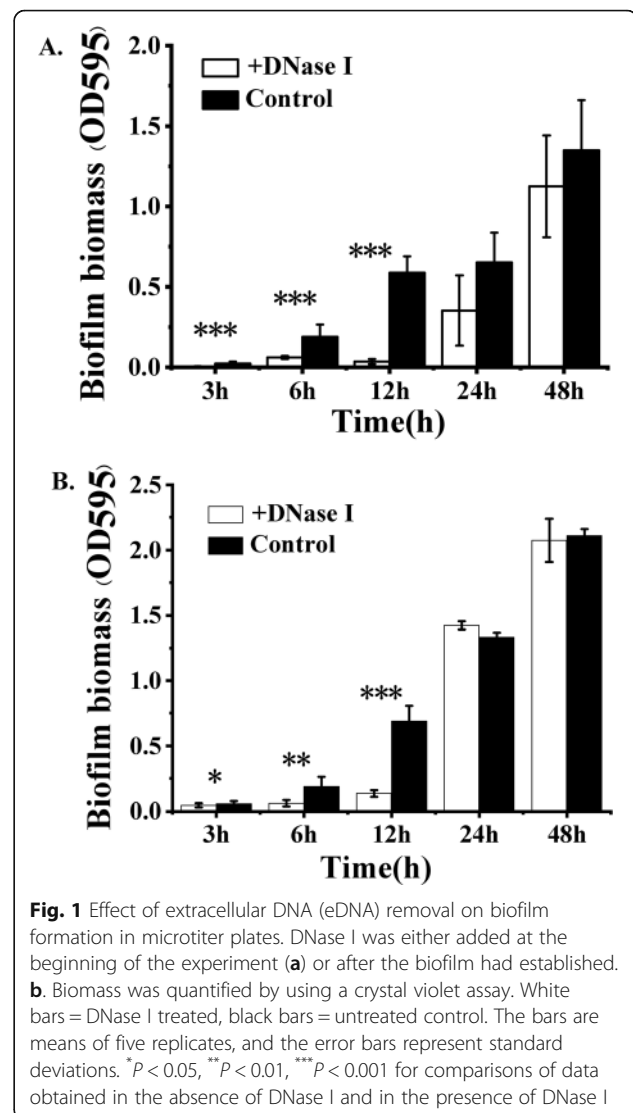 A.
2.0
+DNase I
Control
1.5
1.0
0.5
0.0
Biofilm biomass (OD595)
***
***
***
3h 6h 12h 24h 48h
Time(h)
B.
2.5
+DNase I
Control
2.0
1.5
1.0
0.5
0.0
Biofilm biomass (OD595)
*
**
***
3h 6h 12h 24h 48h
Time(h)
Fig. 1 Effect of extracellular DNA (eDNA) removal on biofilm
formation in microtiter plates. DNase I was either added at the
beginning of the experiment (a) or after the biofilm had established.
b. Biomass was quantified by using a crystal violet assay. White
bars = DNase I treated, black bars = untreated control. The bars are
means of five replicates, and the error bars represent standard
deviations. *P < 0.05, **P < 0.01, ***P < 0.001 for comparisons of data
obtained in the absence of DNase I and in the presence of DNase I